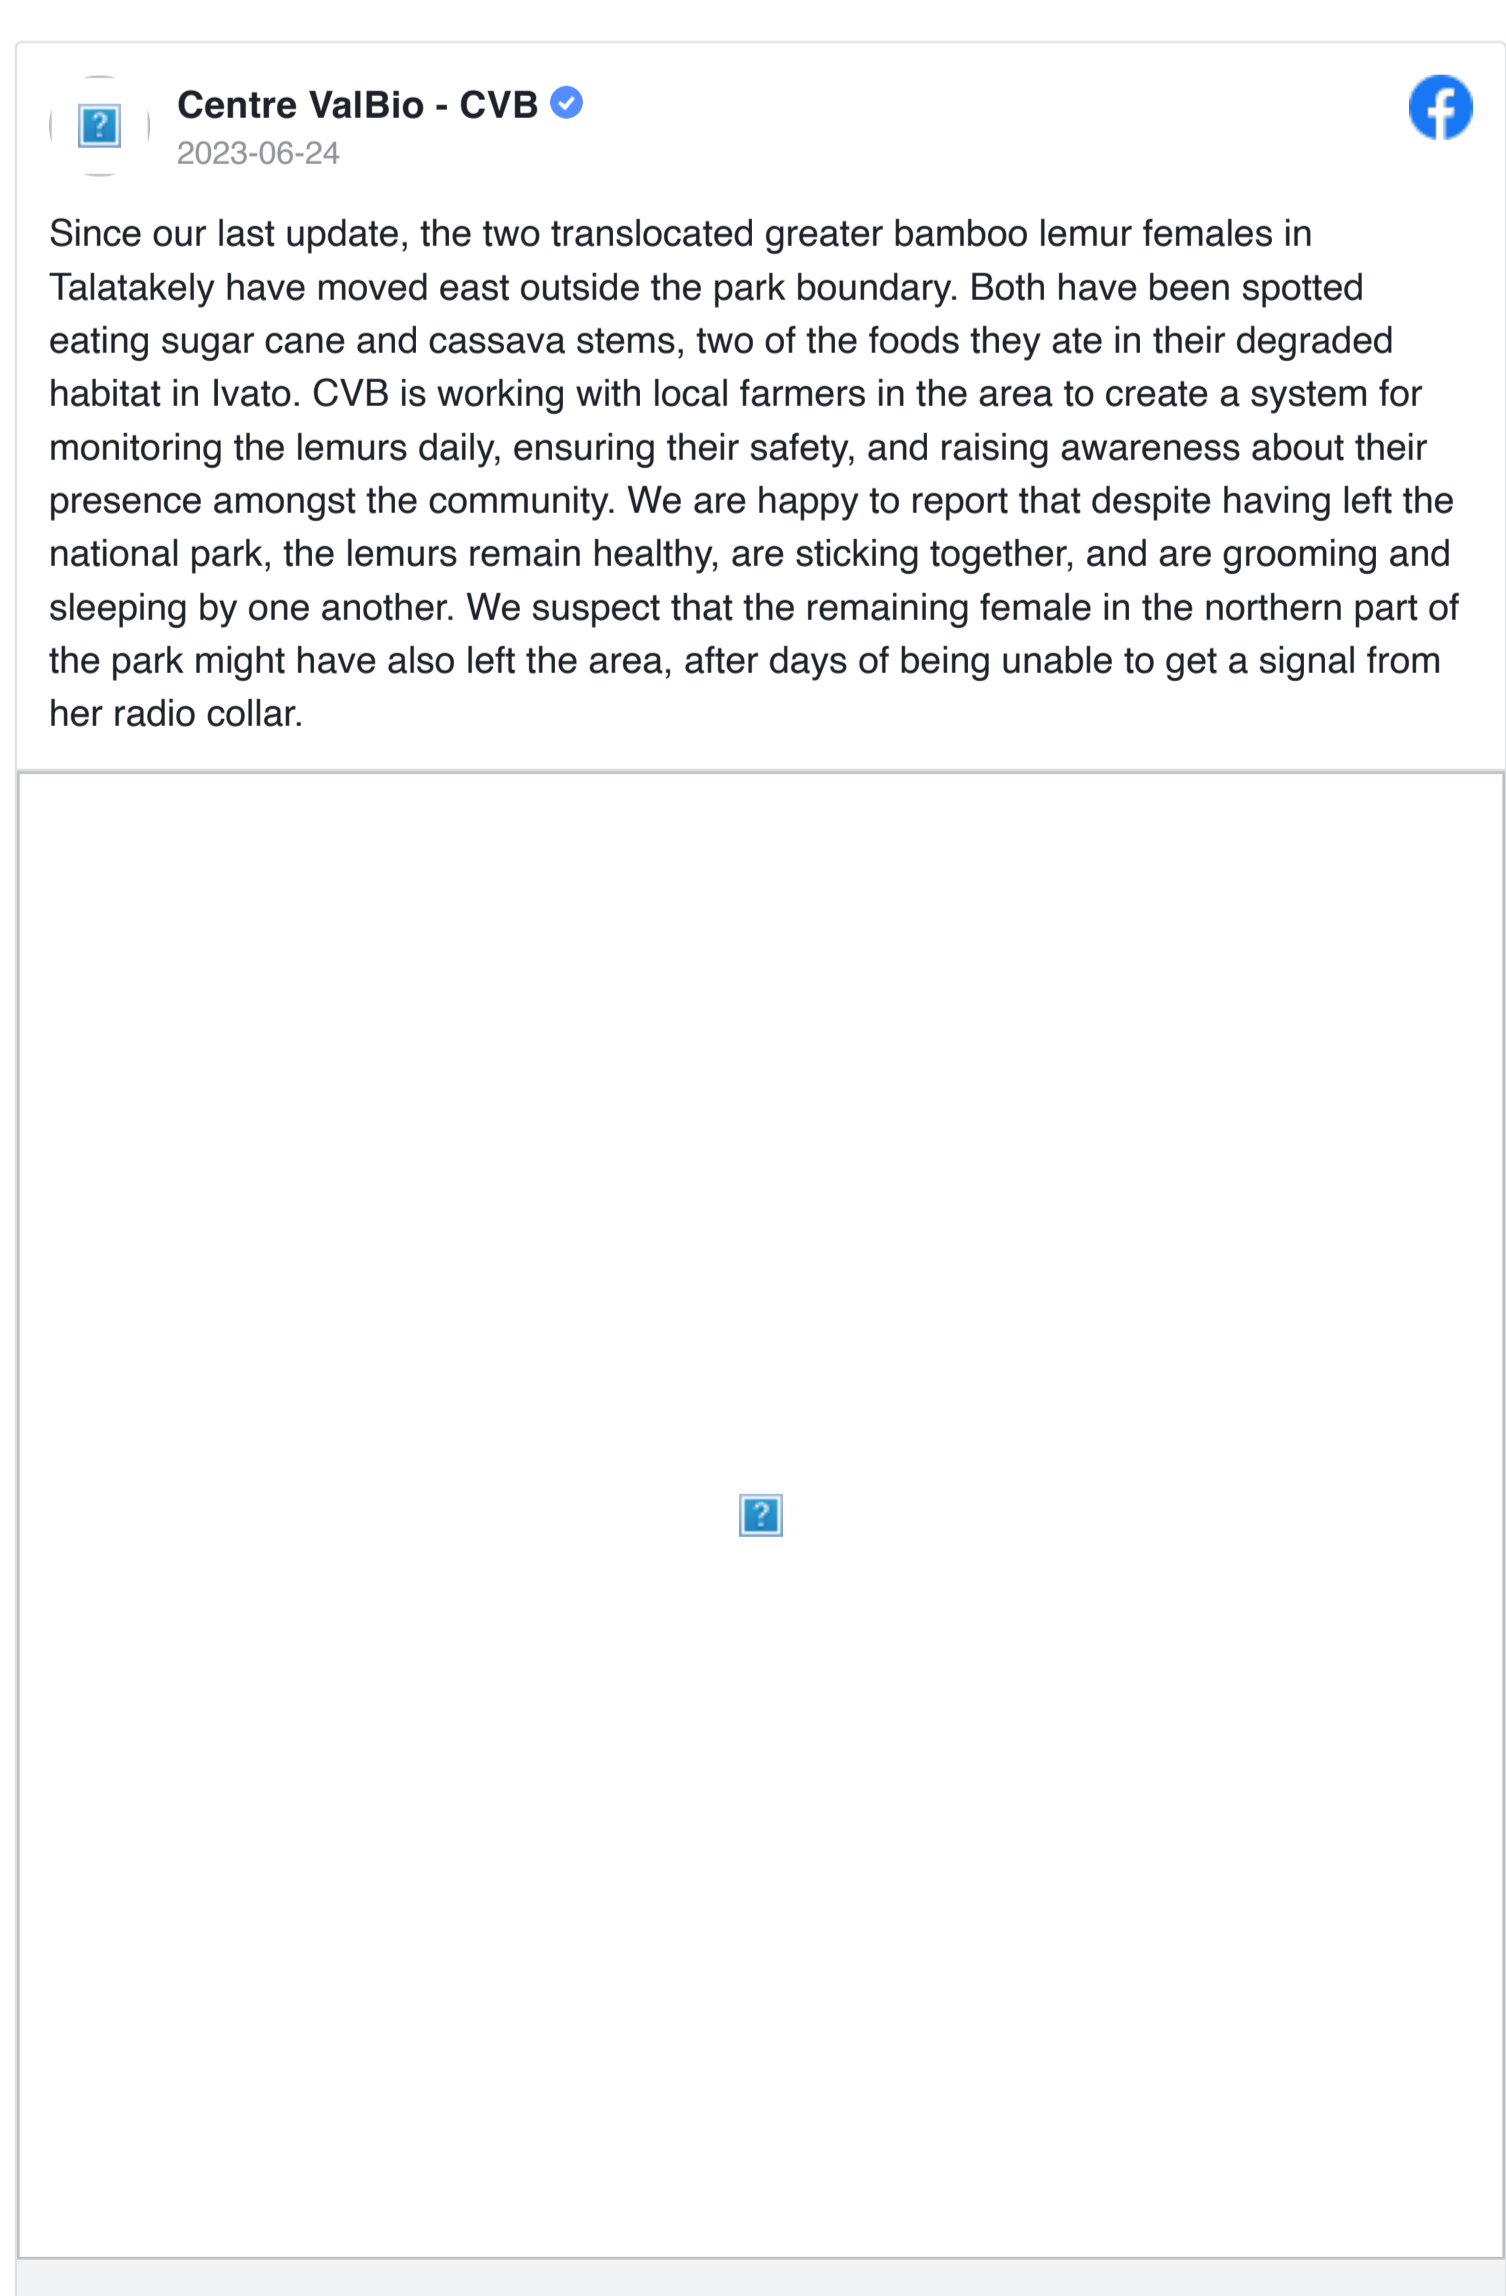 Centre ValBio - CVB
2023-06-24
Since our last update, the two translocated greater bamboo lemur females in
Talatakely have moved east outside the park boundary. Both have been spotted
eating sugar cane and cassava stems, two of the foods they ate in their degraded
habitat in Ivato. CVB is working with local farmers in the area to create a system for
monitoring the lemurs daily, ensuring their safety, and raising awareness about their
presence amongst the community. We are happy to report that despite having left the
national park, the lemurs remain healthy, are sticking together, and are grooming and
sleeping by one another. We suspect that the remaining female in the northern part of
the park might have also left the area, after days of being unable to get a signal from
her radio collar.